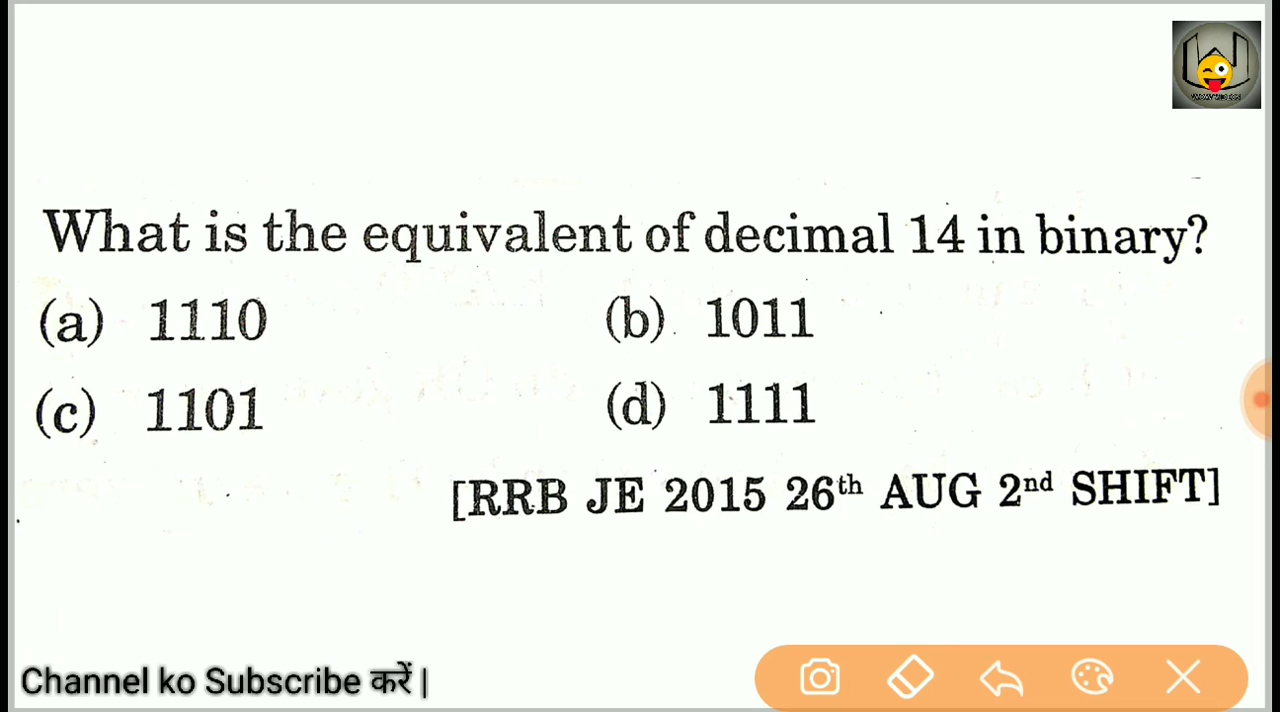 What is the equivalent of decimal 14 in binary?
(a) 1110 (b) 1011
(c) 1101 (d) 1111
[RRB JE 2015 26th AUG 2nd SHIFT]
Channel ko Subscribe करें |